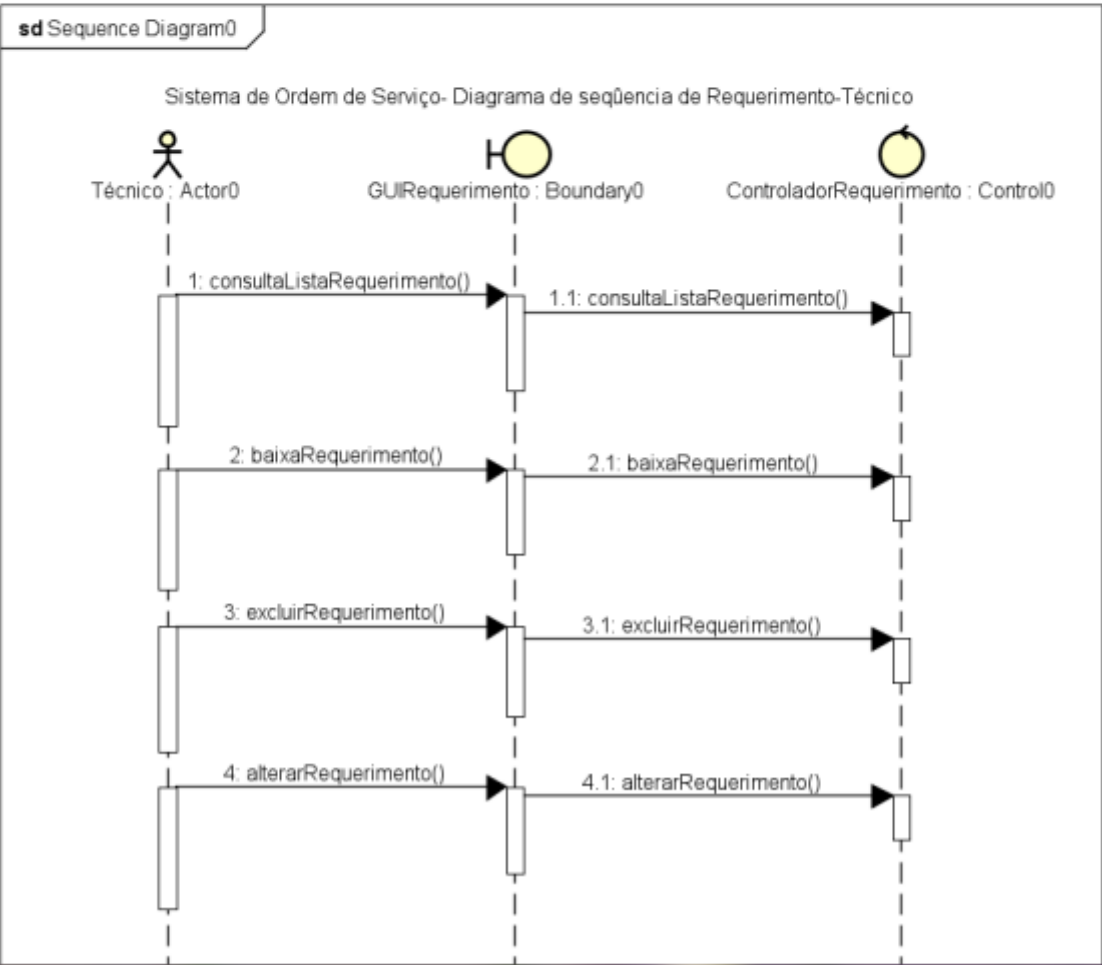 sd Sequence Diagram0
Sistema de Ordem de Serviço- Diagrama de seqûencia de Requerimento-Técnico
Técnico : Actor0
GUIRequerimento : Boundary0
ControladorRequerimento : Control0
1: consultaListaRequerimento()
1.1: consultaListaRequerimento()
2: baixaRequerimento()
2.1: baixaRequerimento()
3: excluirRequerimento()
3.1: excluirRequerimento()
4: alterarRequerimento()
4.1: alterarRequerimento()